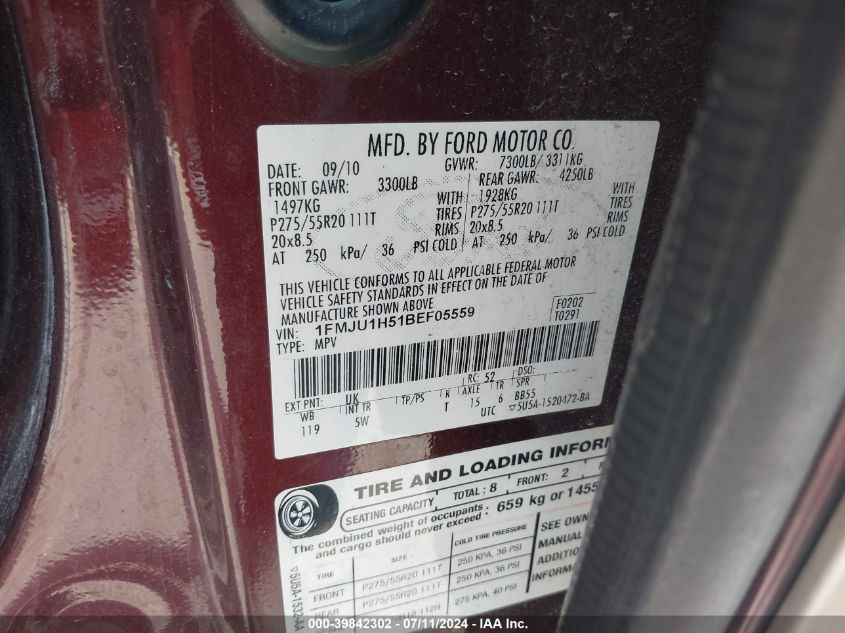 MFD. BY FORD MOTOR CO.
DATE: 09/10 GVWR: 7300LB/ 3311KG
FRONT GAWR: 3300LB REAR GAWR: 4250LB
1497KG WITH 1928KG WITH
P275/55R20 111T TIRES P275/55R20 111T TIRES
20x8.5 RIMS 20x8.5 RIMS
AT 250 kPa/ 36 PSI COLD AT 250 kPa/ 36 PSI COLD
THIS VEHICLE CONFORMS TO ALL APPLICABLE FEDERAL MOTOR
VEHICLE SAFETY STANDARDS IN EFFECT ON THE DATE OF
MANUFACTURE SHOWN ABOVE.
VIN: 1FMJU1H51BEF05559 F0202
TYPE: MPV T0291
RC: 52 DSO:
EXT PNT: UK
WB INT TR TP/PS R AXLE TR SPR
119 5W T 15 6 BB55
UTC ▽5U5A-1520472-BA
TIRE AND LOADING INFORM
SEATING CAPACITY TOTAL: 8 FRONT: 2
The combined weight of occupants and cargo should never exceed: 659 kg or 1455
TIRE SIZE COLD TIRE PRESSURE
FRONT P275/55R20 111T 250 KPA, 36 PSI
REAR P275/55R20 111T 250 KPA, 36 PSI
112H 275 KPA, 40 PSI
SEE OWN
MANUAL
ADDITIO
INFORMA
000-39842302 - 07/11/2024 - IAA.